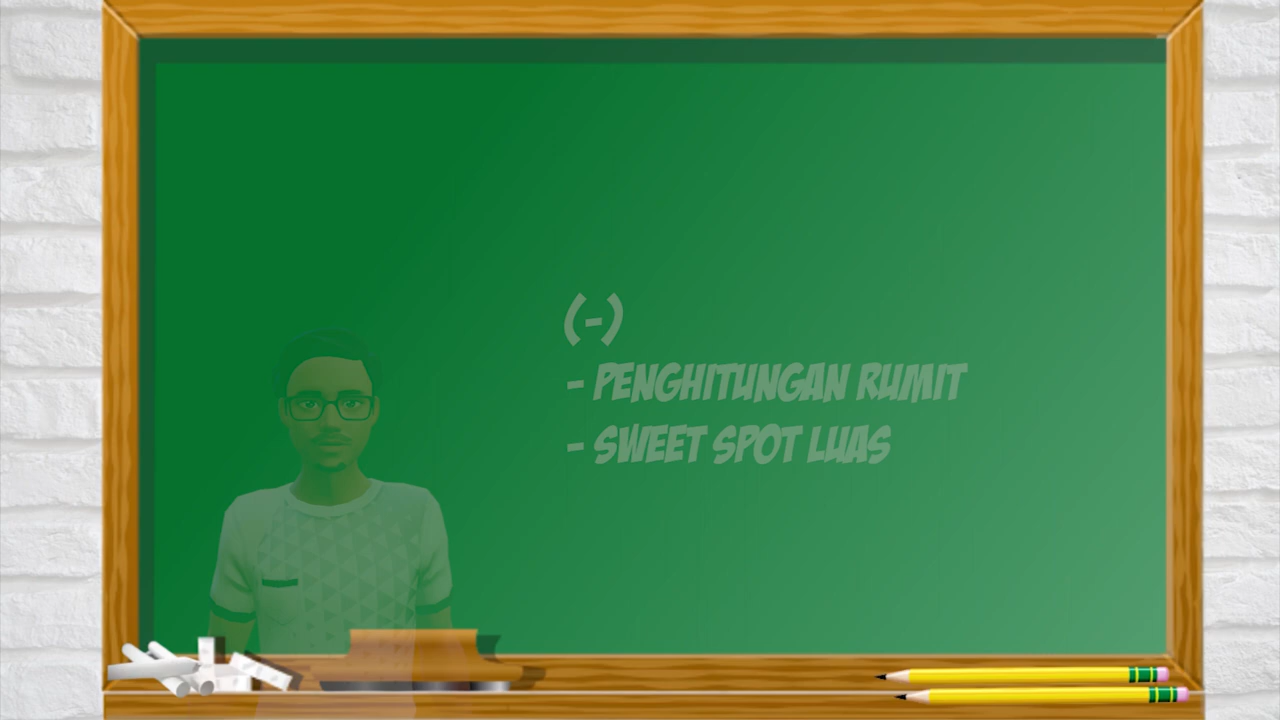 (-)
- PENGHITUNGAN RUMIT
- SWEET SPOT LUAS